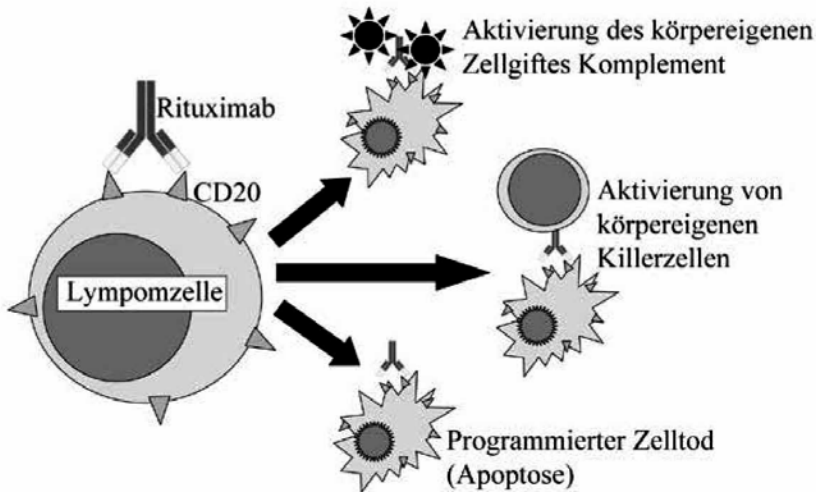 Aktivierung des körpereigenen
Zellgiftes Komplement
Rituximab
CD20
Aktivierung von
körpereigenen
Killerzellen
Lympomzelle
Programmierter Zelltod
(Apoptose)